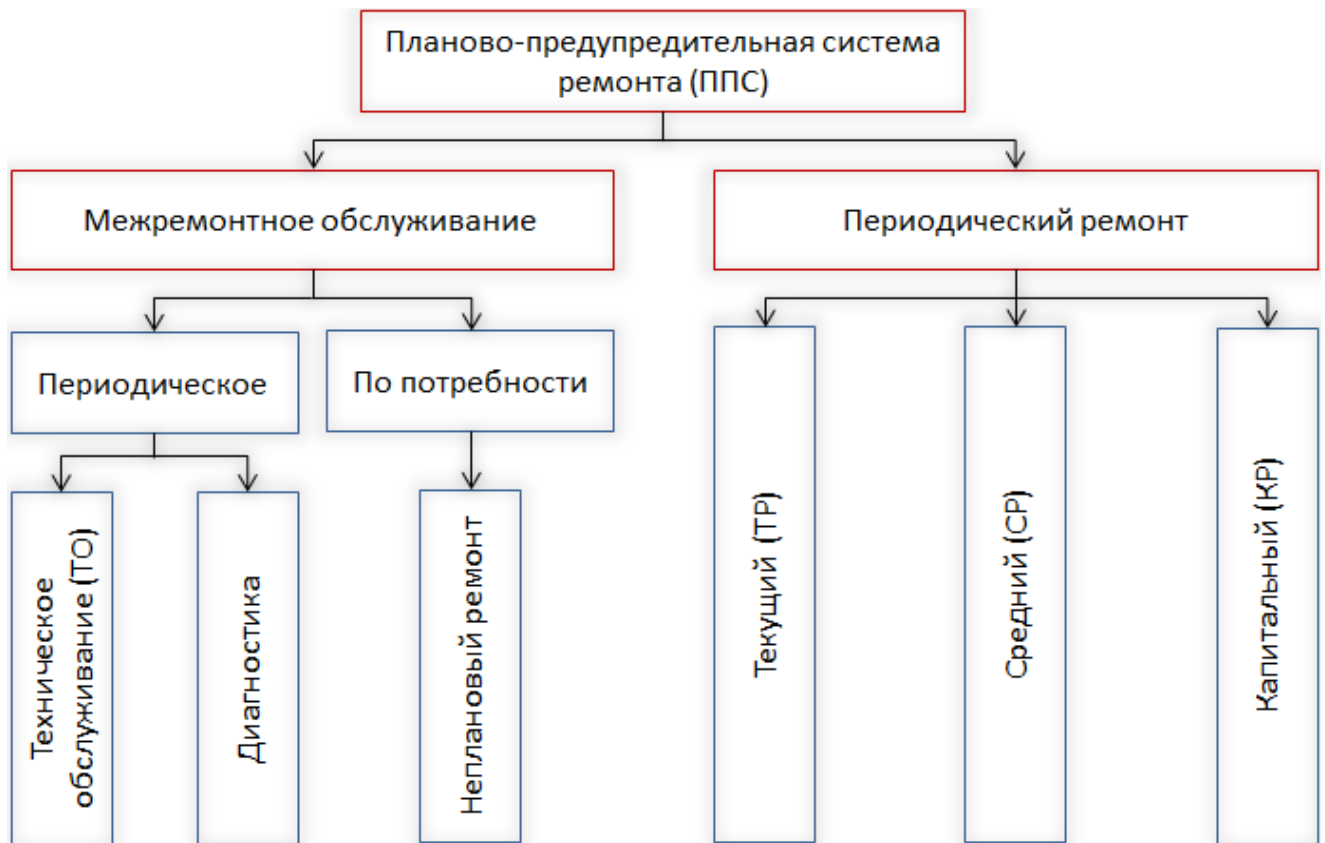 Планово-предупредительная система
ремонта (ППС)
Межремонтное обслуживание
Периодический ремонт
Периодическое
По потребности
Техническое
обслуживание (ТО)
Диагностика
Неплановый ремонт
Текущий (ТР)
Средний (СР)
Капитальный (КР)